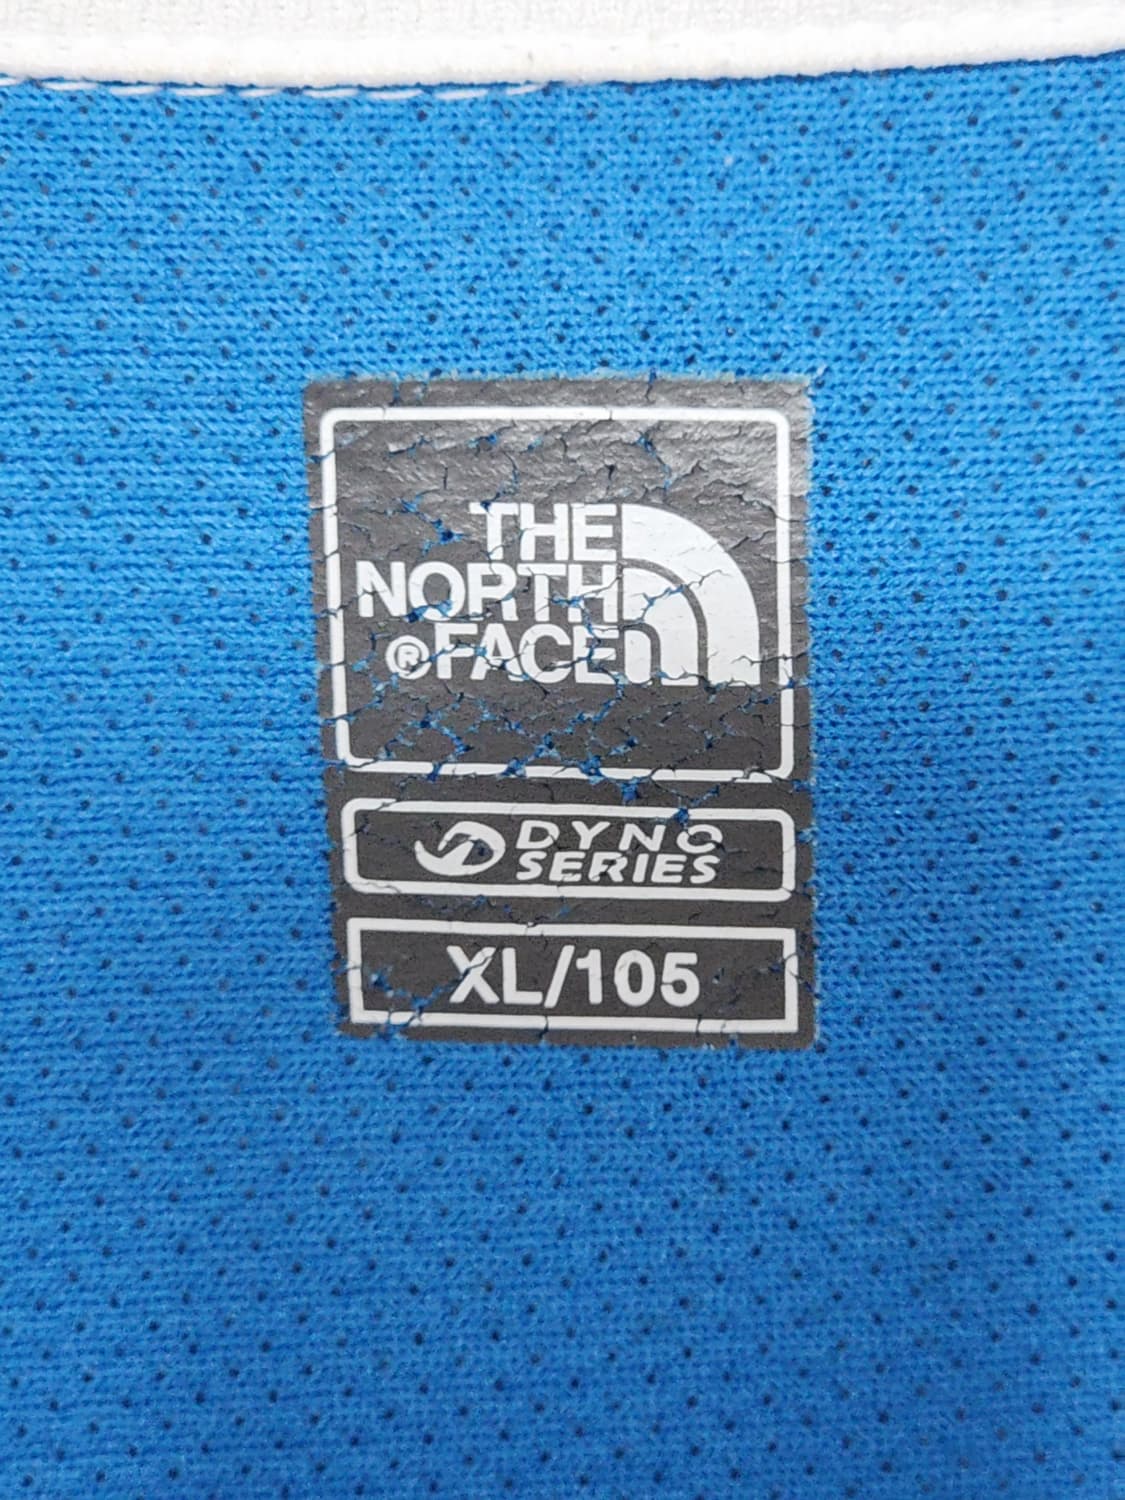 THE
NORTH
®FACE
DYNO
SERIES
XL/105